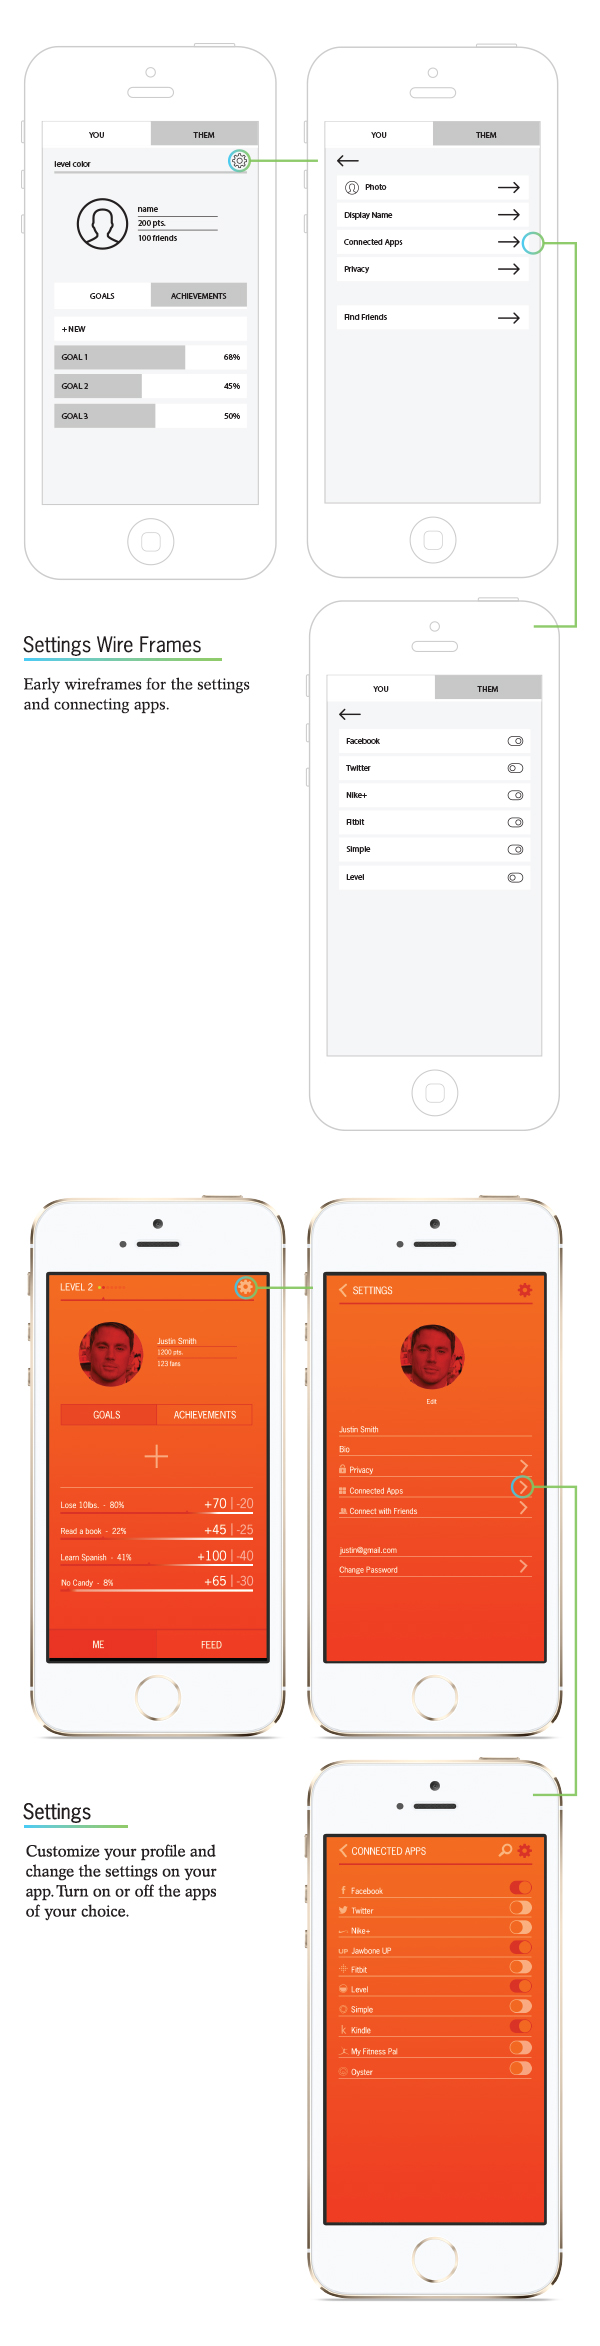 YOU THEM
level color
name
200 pts.
100 friends
GOALS ACHIEVEMENTS
+ NEW
GOAL 1 68%
GOAL 2 45%
GOAL 3 50%
YOU THEM
Photo
Display Name
Connected Apps
Privacy
Find Friends
Settings Wire Frames
Early wireframes for the settings
and connecting apps.
YOU THEM
Facebook
Twitter
Nike+
Fitbit
Simple
Level
LEVEL 2
Justin Smith
1200 pts.
123 fans
GOALS ACHIEVEMENTS
Lose 10lbs. - 80% +70 | -20
Read a book - 22% +45 | -25
Learn Spanish - 41% +100 | -40
No Candy - 8% +65 | -30
ME FEED
SETTINGS
Edit
Justin Smith
Bio
Privacy
Connected Apps
Connect with Friends
justin@gmail.com
Change Password
Settings
Customize your profile and
change the settings on your
app. Turn on or off the apps
of your choice.
CONNECTED APPS
f Facebook
Twitter
Nike+
UP Jawbone UP
Fitbit
Level
Simple
k Kindle
My Fitness Pal
Oyster